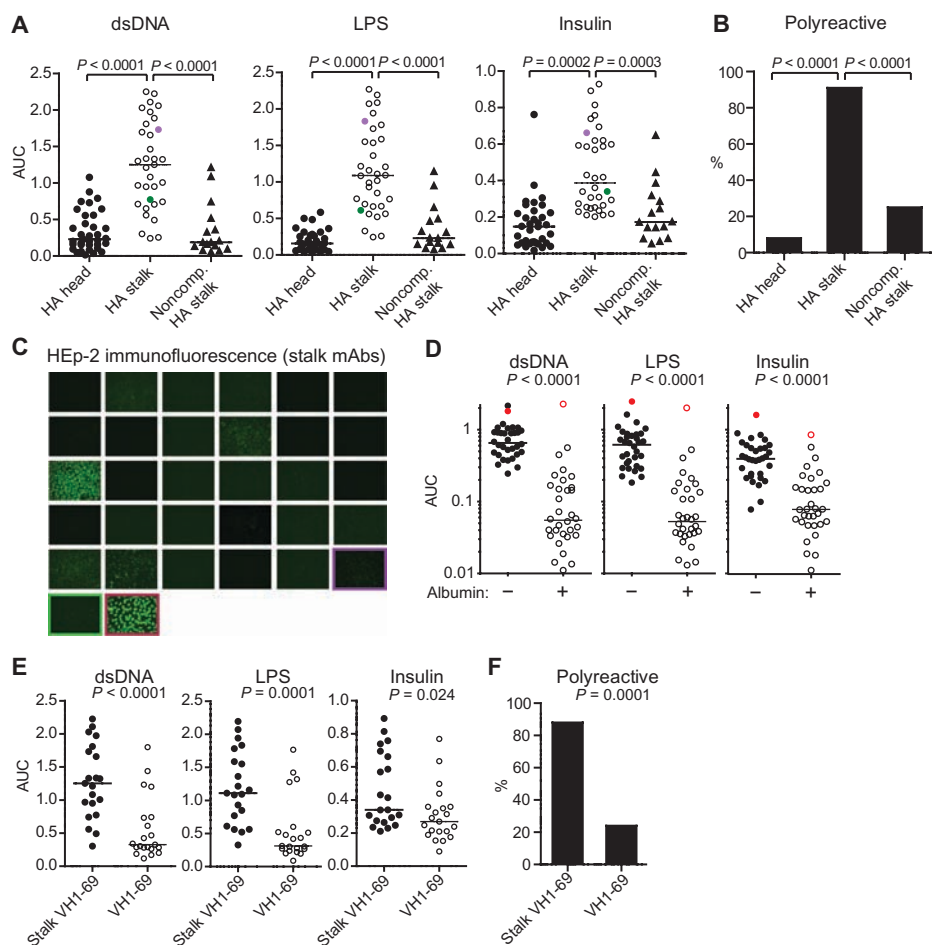 A
dsDNA
LPS
Insulin
P < 0.0001 P < 0.0001
P < 0.0001 P < 0.0001
P = 0.0002 P = 0.0003
AUC
2.5
2.0
1.5
1.0
0.5
0.0
2.5
2.0
1.5
1.0
0.5
0.0
1.0
0.8
0.6
0.4
0.2
0.0
HA head
HA stalk
Noncomp.
HA stalk
HA head
HA stalk
Noncomp.
HA stalk
HA head
HA stalk
Noncomp.
HA stalk
B
Polyreactive
P < 0.0001 P < 0.0001
%
100
80
60
40
20
0
HA head
HA stalk
Noncomp.
HA stalk
C
HEp-2 immunofluorescence (stalk mAbs)
D
dsDNA
LPS
Insulin
P < 0.0001
P < 0.0001
P < 0.0001
AUC
1
0.1
0.01
Albumin: – + – + – +
E
dsDNA
LPS
Insulin
P < 0.0001
P = 0.0001
P = 0.024
AUC
2.5
2.0
1.5
1.0
0.5
0.0
2.5
2.0
1.5
1.0
0.5
0.0
1.0
0.8
0.6
0.4
0.2
0.0
Stalk VH1-69
VH1-69
Stalk VH1-69
VH1-69
Stalk VH1-69
VH1-69
F
Polyreactive
P = 0.0001
%
100
80
60
40
20
0
Stalk VH1-69
VH1-69